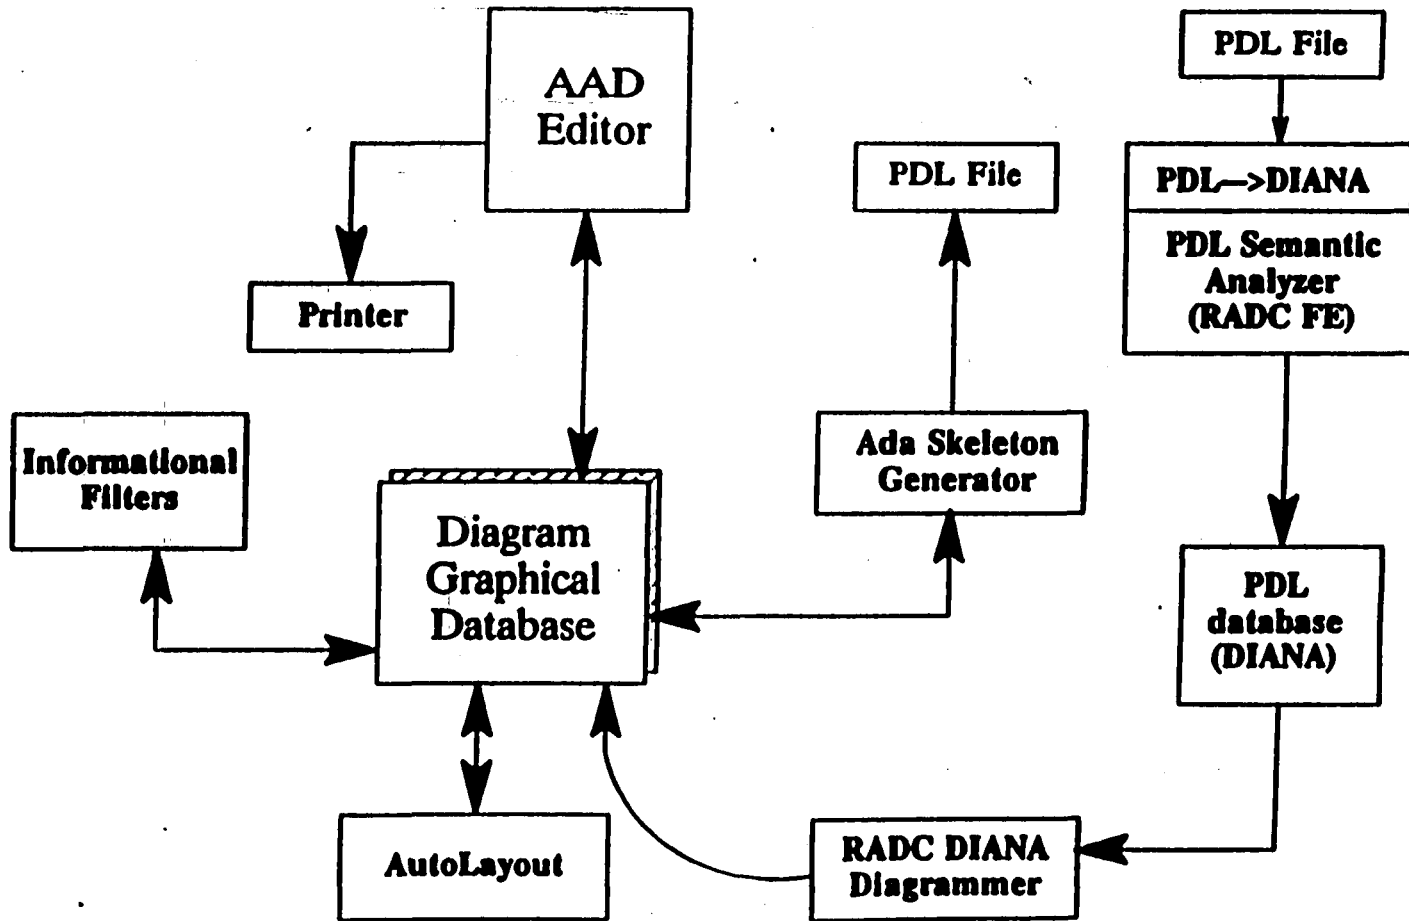 AAD
Editor
PDL File
PDL File
PDL—>DIANA
PDL Semantic
Analyzer
(RADC FE)
Printer
Informational
Filters
Ada Skeleton
Generator
Diagram
Graphical
Database
PDL
database
(DIANA)
AutoLayout
RADC DIANA
Diagrammer